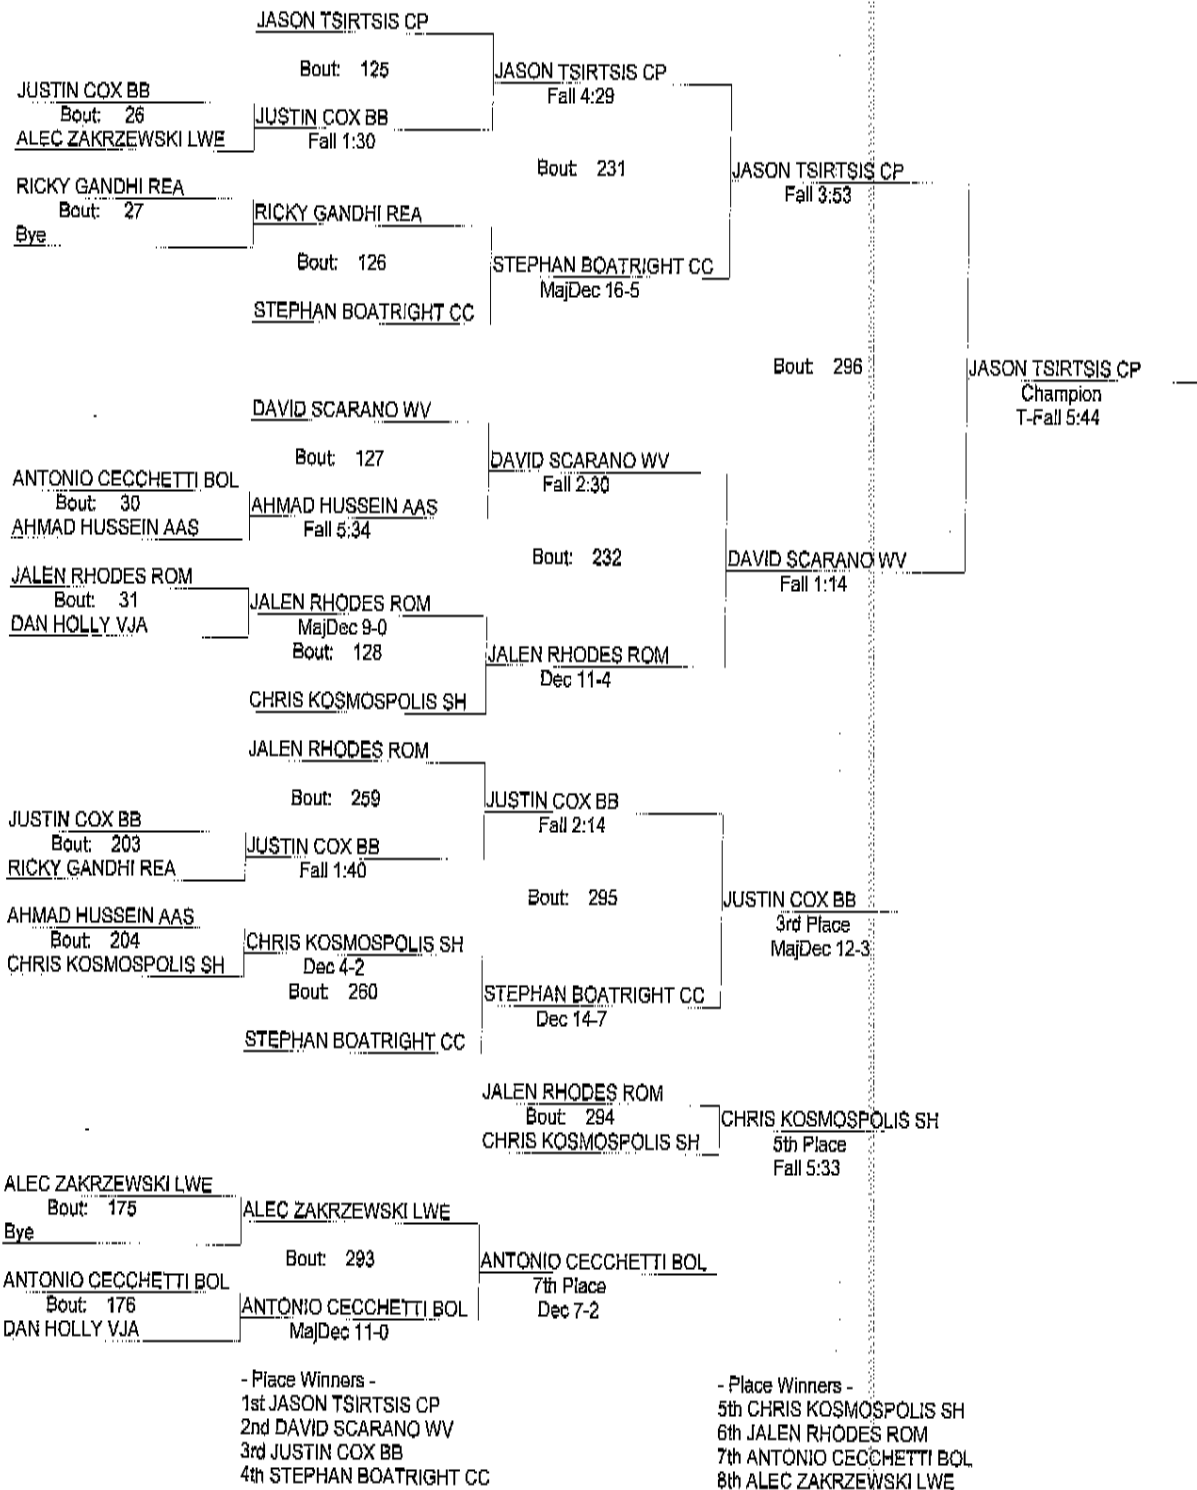 JASON TSIRTSIS CP
Bout: 125
JASON TSIRTSIS CP
Fall 4:29
JUSTIN COX BB
Bout: 26
ALEC ZAKRZEWSKI LWE
JUSTIN COX BB
Fall 1:30
Bout: 231
JASON TSIRTSIS CP
Fall 3:53
RICKY GANDHI REA
Bout: 27
Bye
RICKY GANDHI REA
Bout: 126
STEPHAN BOATRIGHT CC
MajDec 16-5
STEPHAN BOATRIGHT CC
Bout: 296
JASON TSIRTSIS CP
Champion
T-Fall 5:44
DAVID SCARANO WV
Bout: 127
DAVID SCARANO WV
Fall 2:30
ANTONIO CECCHETTI BOL
Bout: 30
AHMAD HUSSEIN AAS
AHMAD HUSSEIN AAS
Fall 5:34
Bout: 232
DAVID SCARANO WV
Fall 1:14
JALEN RHODES ROM
Bout: 31
DAN HOLLY VJA
JALEN RHODES ROM
MajDec 9-0
Bout: 128
JALEN RHODES ROM
Dec 11-4
CHRIS KOSMOSPOLIS SH
JALEN RHODES ROM
Bout: 259
JUSTIN COX BB
Fall 2:14
JUSTIN COX BB
Bout: 203
RICKY GANDHI REA
JUSTIN COX BB
Fall 1:40
Bout: 295
JUSTIN COX BB
3rd Place
MajDec 12-3
AHMAD HUSSEIN AAS
Bout: 204
CHRIS KOSMOSPOLIS SH
CHRIS KOSMOSPOLIS SH
Dec 4-2
Bout: 260
STEPHAN BOATRIGHT CC
Dec 14-7
STEPHAN BOATRIGHT CC
JALEN RHODES ROM
Bout: 294
CHRIS KOSMOSPOLIS SH
CHRIS KOSMOSPOLIS SH
5th Place
Fall 5:33
ALEC ZAKRZEWSKI LWE
Bout: 175
Bye
ALEC ZAKRZEWSKI LWE
Bout: 293
ANTONIO CECCHETTI BOL
7th Place
Dec 7-2
ANTONIO CECCHETTI BOL
Bout: 176
DAN HOLLY VJA
ANTONIO CECCHETTI BOL
MajDec 11-0
- Place Winners -
1st JASON TSIRTSIS CP
2nd DAVID SCARANO WV
3rd JUSTIN COX BB
4th STEPHAN BOATRIGHT CC
- Place Winners -
5th CHRIS KOSMOSPOLIS SH
6th JALEN RHODES ROM
7th ANTONIO CECCHETTI BOL
8th ALEC ZAKRZEWSKI LWE